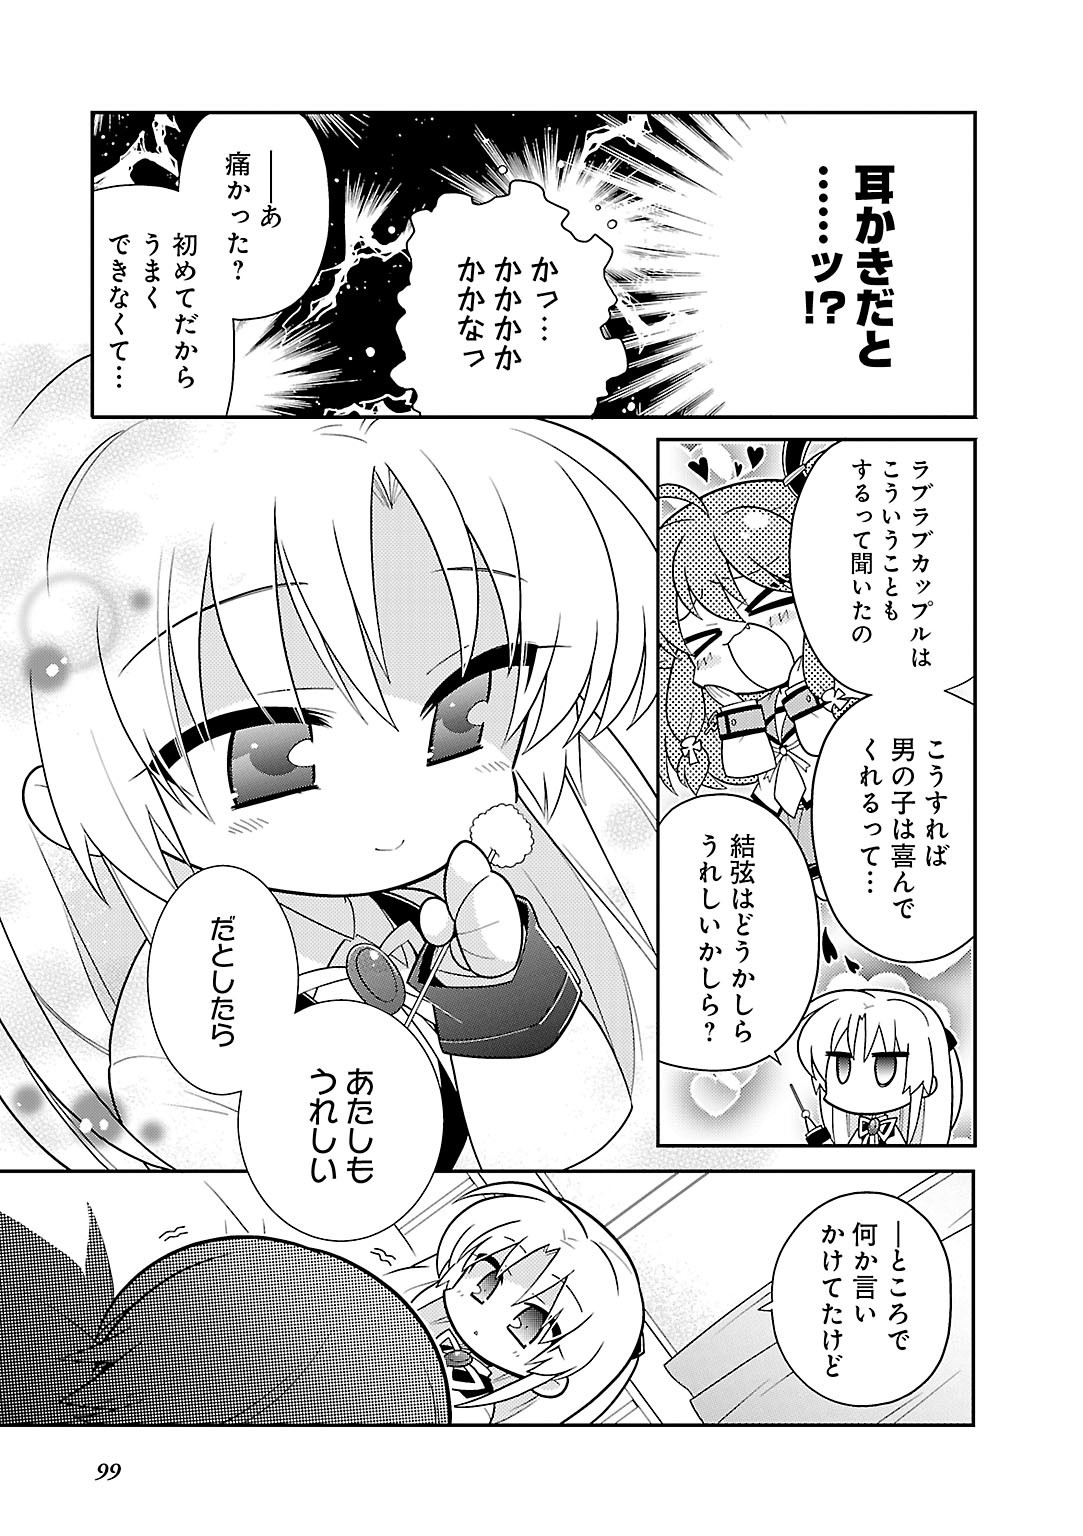 耳かきだと
……ッ!?
かっ…
かかかか
かかなっ
──あ
痛かった?
初めてだから
うまく
できなくて…
ラブラブカップルは
こういうことも
するって聞いたの
こうすれば
男の子は喜んで
くれるって…
結弦はどうかしら
うれしいかしら?
だとしたら
あたしも
うれしい
─ところで
何か言い
かけてたけど
99